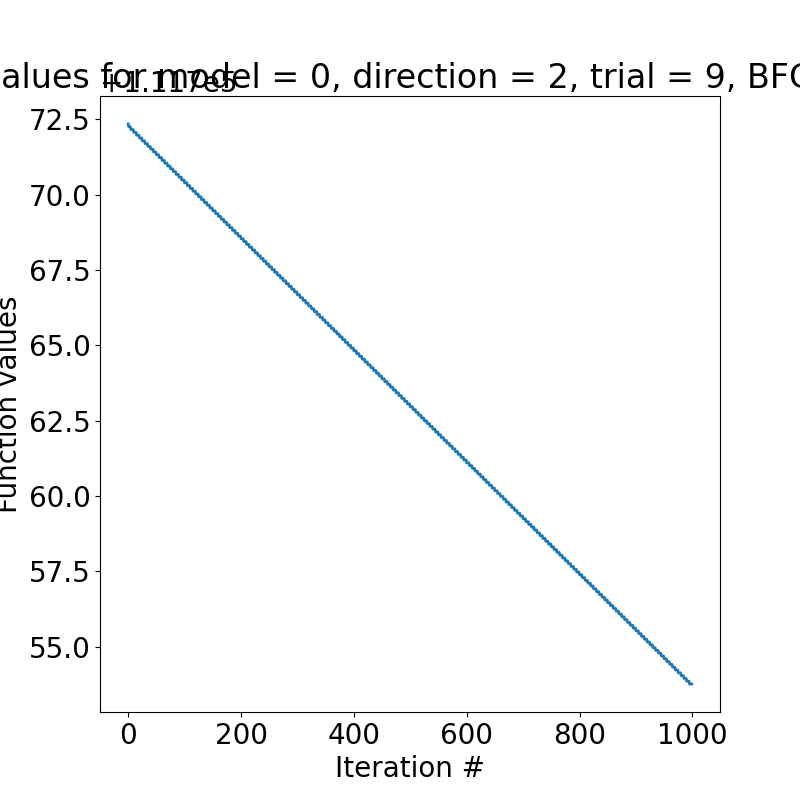 alues for model = 0, direction = 2, trial = 9, BFG
+1.117e5
72.5
70.0
67.5
65.0
62.5
60.0
57.5
55.0
Function Values
0 200 400 600 800 1000
Iteration #